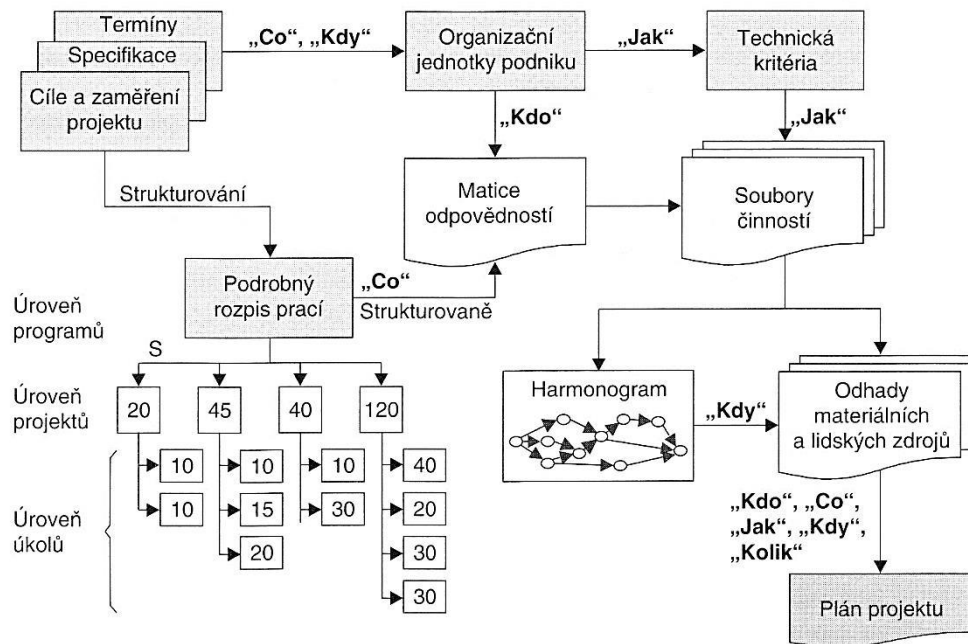 Termíny
Specifikace
Cíle a zaměření
projektu
„Co“, „Kdy“
Organizační
jednotky podniku
„Jak“
Technická
kritéria
„Kdo“
„Jak“
Strukturování
Matice
odpovědností
Soubory
činností
Podrobný
rozpis prací
„Co“
Strukturovaně
Úroveň
programů
S
Úroveň
projektů
20
45
40
120
Harmonogram
„Kdy“
Odhady
materiálních
a lidských zdrojů
Úroveň
úkolů
10
10
10
40
10
15
30
20
20
30
30
„Kdo“, „Co“,
„Jak“, „Kdy“,
„Kolik“
Plán projektu